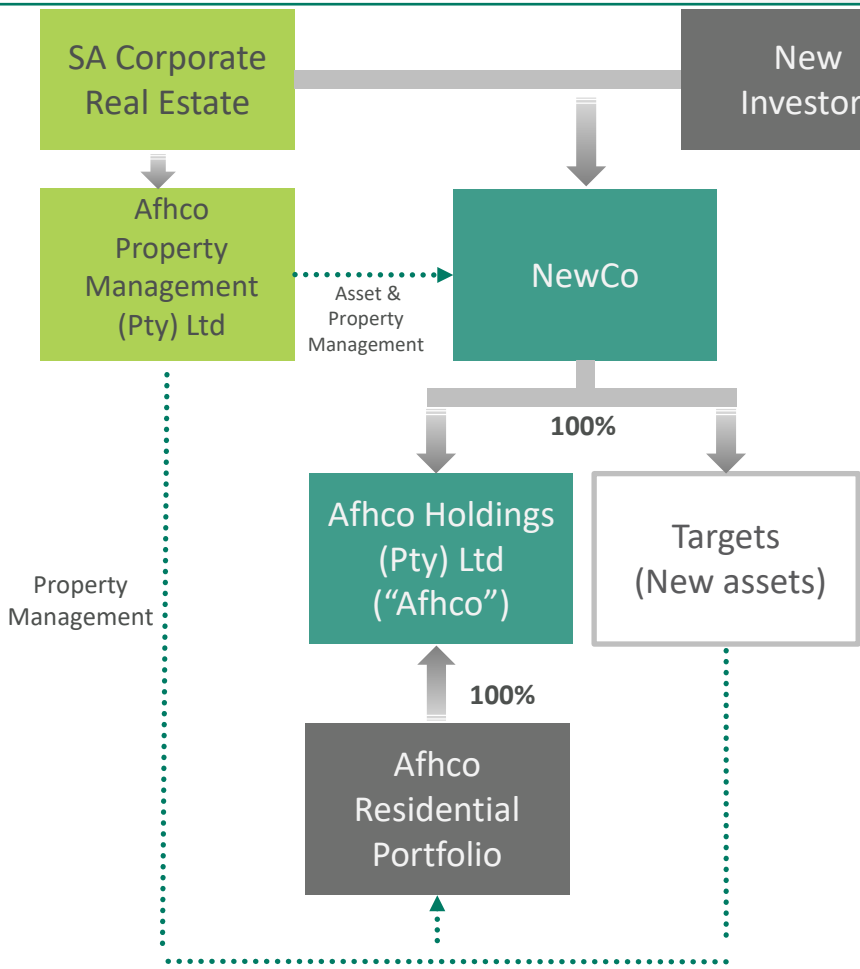 SA Corporate
Real Estate
New
Investor
Afhco
Property
Management
(Pty) Ltd
Asset &
Property
Management
NewCo
100%
Afhco Holdings
(Pty) Ltd
(“Afhco”)
Targets
(New assets)
Property
Management
100%
Afhco
Residential
Portfolio